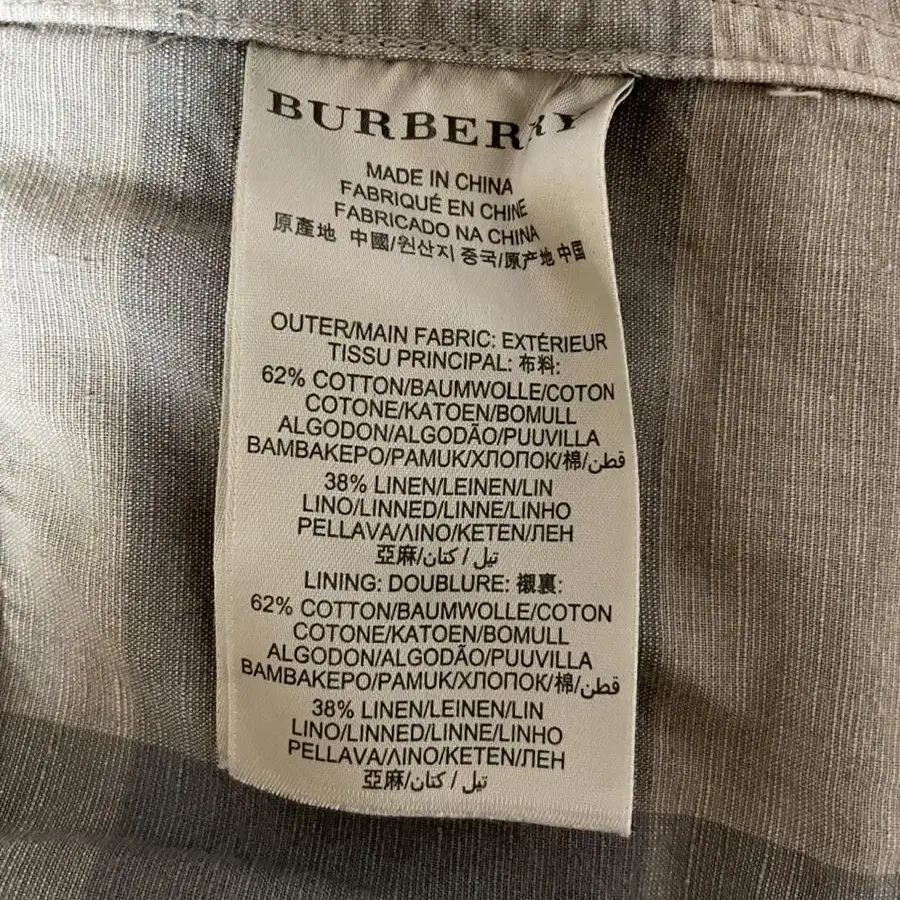 BURBERRY
MADE IN CHINA
FABRIQUÉ EN CHINE
FABRICADO NA CHINA
原產地 中國/원산지 중국/原产地 中国
OUTER/MAIN FABRIC: EXTÉRIEUR
TISSU PRINCIPAL: 布料:
62% COTTON/BAUMWOLLE/COTON
COTONE/KATOEN/BOMULL
ALGODON/ALGODÃO/PUUVILLA
BAMBAKEPO/PAMUK/ХЛОПОК/棉/قطن
38% LINEN/LEINEN/LIN
LINO/LINNED/LINNE/LINHO
PELLAVA/ΛΙΝΟ/KETEN/ЛЕН
亞麻/تيل / كتان
LINING: DOUBLURE: 襯裏:
62% COTTON/BAUMWOLLE/COTON
COTONE/KATOEN/BOMULL
ALGODON/ALGODÃO/PUUVILLA
BAMBAKEPO/PAMUK/ХЛОПОК/棉/قطن
38% LINEN/LEINEN/LIN
LINO/LINNED/LINNE/LINHO
PELLAVA/ΛΙΝΟ/KETEN/ЛЕН
亞麻/تيل / كتان